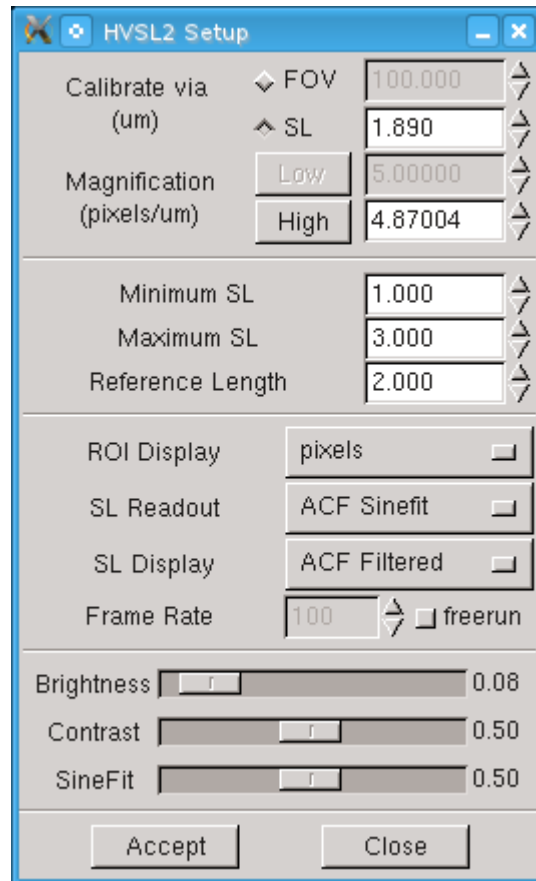 HVSL2 Setup
Calibrate via
(um)
FOV
100.000
SL
1.890
Magnification
(pixels/um)
Low
5.00000
High
4.87004
Minimum SL
1.000
Maximum SL
3.000
Reference Length
2.000
ROI Display
pixels
SL Readout
ACF Sinefit
SL Display
ACF Filtered
Frame Rate
100
freerun
Brightness
0.08
Contrast
0.50
SineFit
0.50
Accept
Close